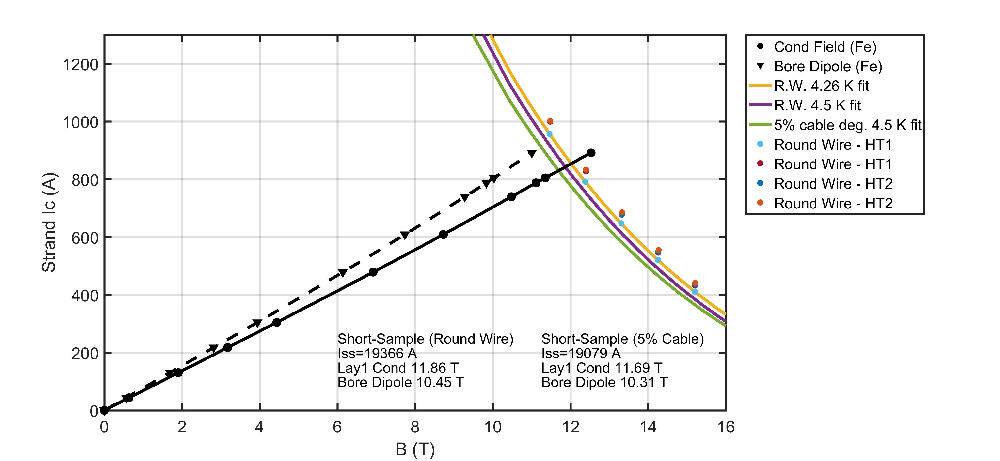 1200
1000
800
600
400
200
0
Strand Ic (A)
0 2 4 6 8 10 12 14 16
B (T)
Short-Sample (Round Wire)
Iss=19366 A
Lay1 Cond 11.86 T
Bore Dipole 10.45 T
Short-Sample (5% Cable)
Iss=19079 A
Lay1 Cond 11.69 T
Bore Dipole 10.31 T
Cond Field (Fe)
Bore Dipole (Fe)
R.W. 4.26 K fit
R.W. 4.5 K fit
5% cable deg. 4.5 K fit
Round Wire - HT1
Round Wire - HT1
Round Wire - HT2
Round Wire - HT2